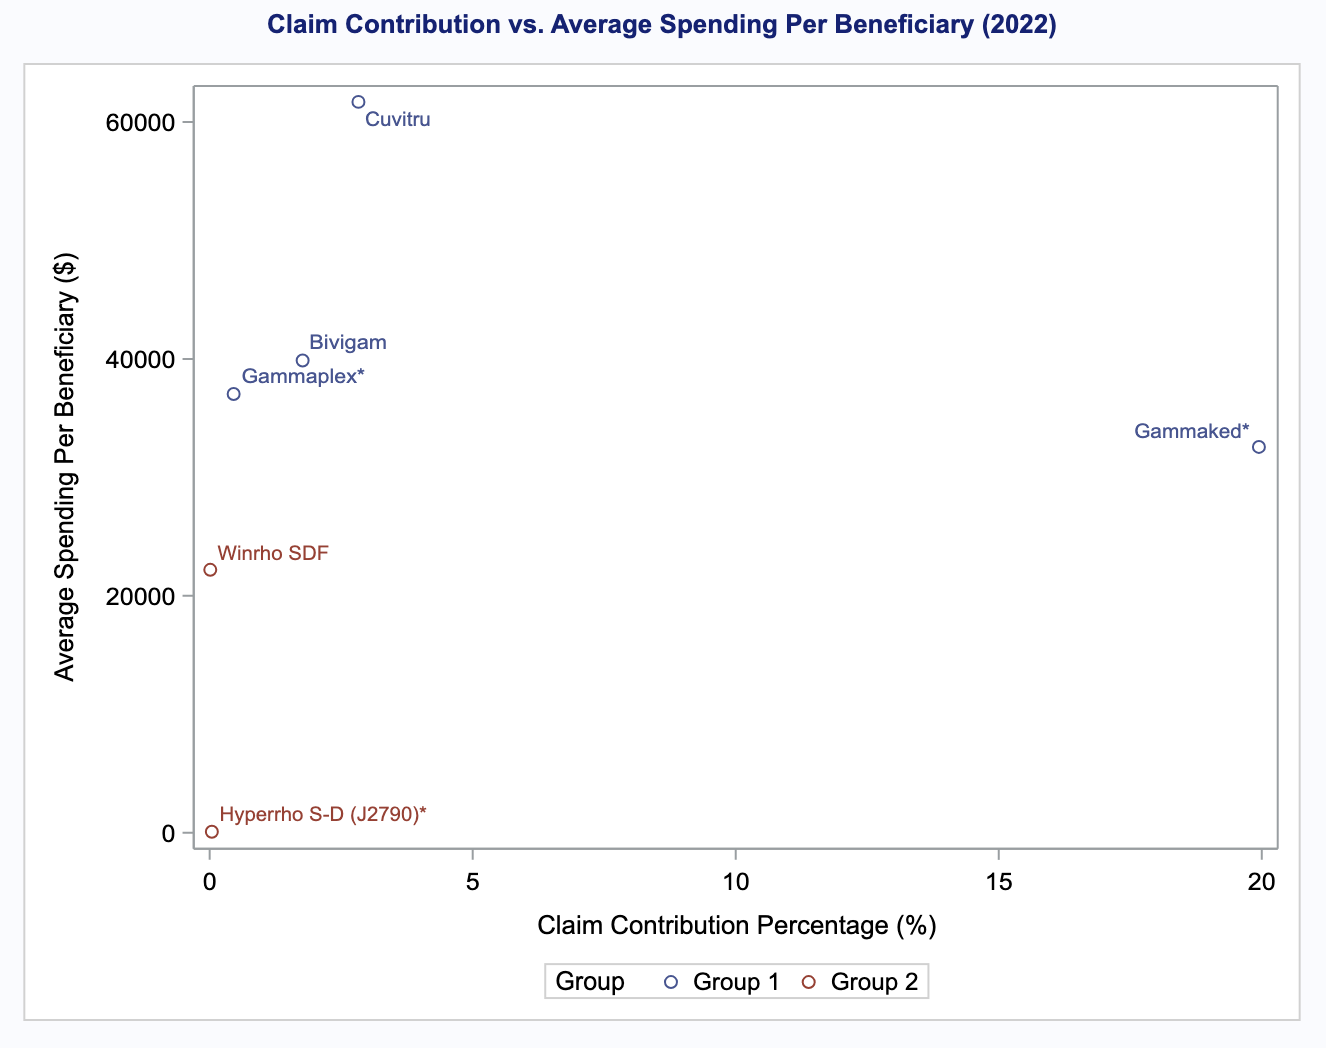 Claim Contribution vs. Average Spending Per Beneficiary (2022)
Average Spending Per Beneficiary ($)
60000
40000
20000
0
Cuvitru
Bivigam
Gammaplex*
Gammaked*
Winrho SDF
Hyperrho S-D (J2790)*
0 5 10 15 20
Claim Contribution Percentage (%)
Group Group 1 Group 2